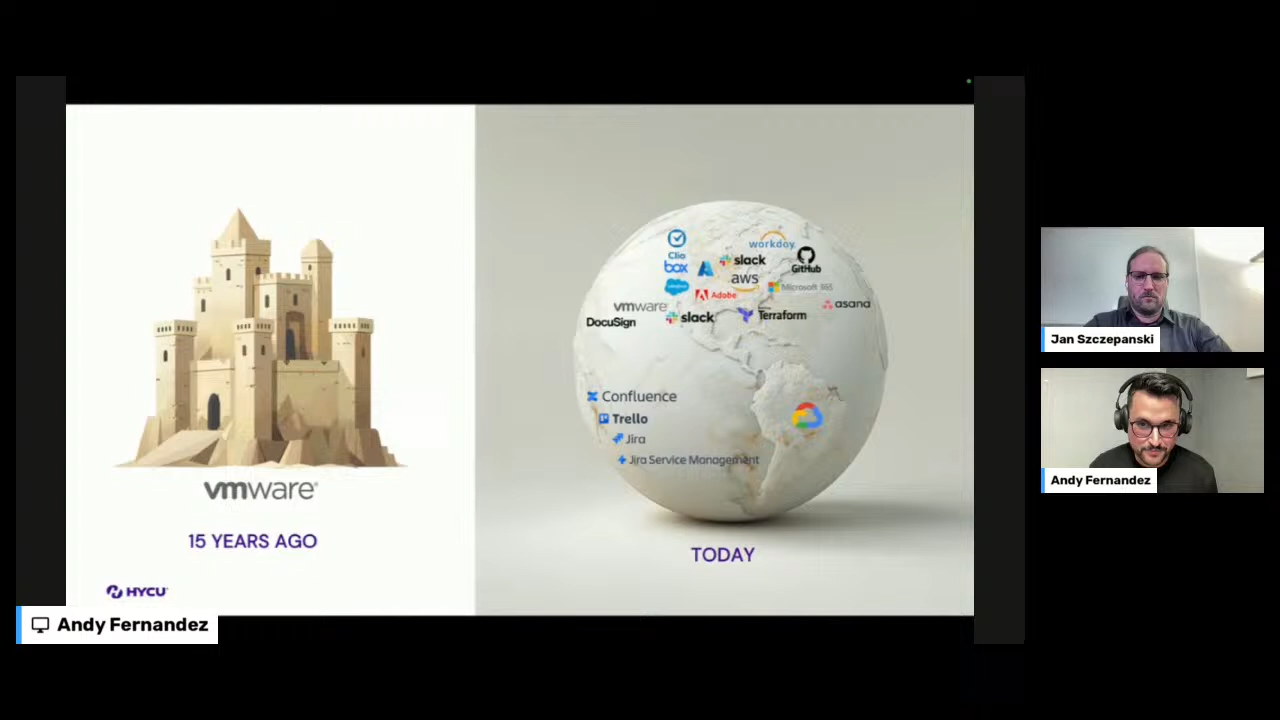 vmware®
15 YEARS AGO
HYCU
Clio
box
salesforce
Adobe
slack
aws
workday.
GitHub
Microsoft 365
asana
vmware
DocuSign
slack
Terraform
Confluence
Trello
Jira
Jira Service Management
TODAY
Andy Fernandez
Jan Szczepanski
Andy Fernandez